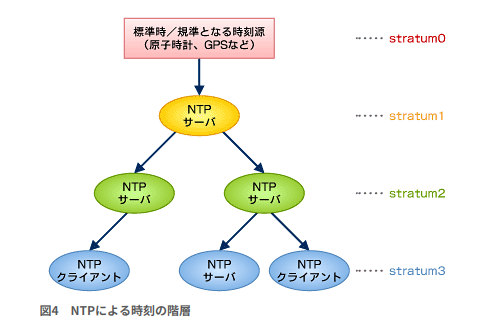 標準時／規準となる時刻源
（原子時計、GPSなど）
stratum0
NTP
サーバ
stratum1
NTP
サーバ
NTP
サーバ
stratum2
NTP
クライアント
NTP
サーバ
NTP
クライアント
stratum3
図4　NTPによる時刻の階層